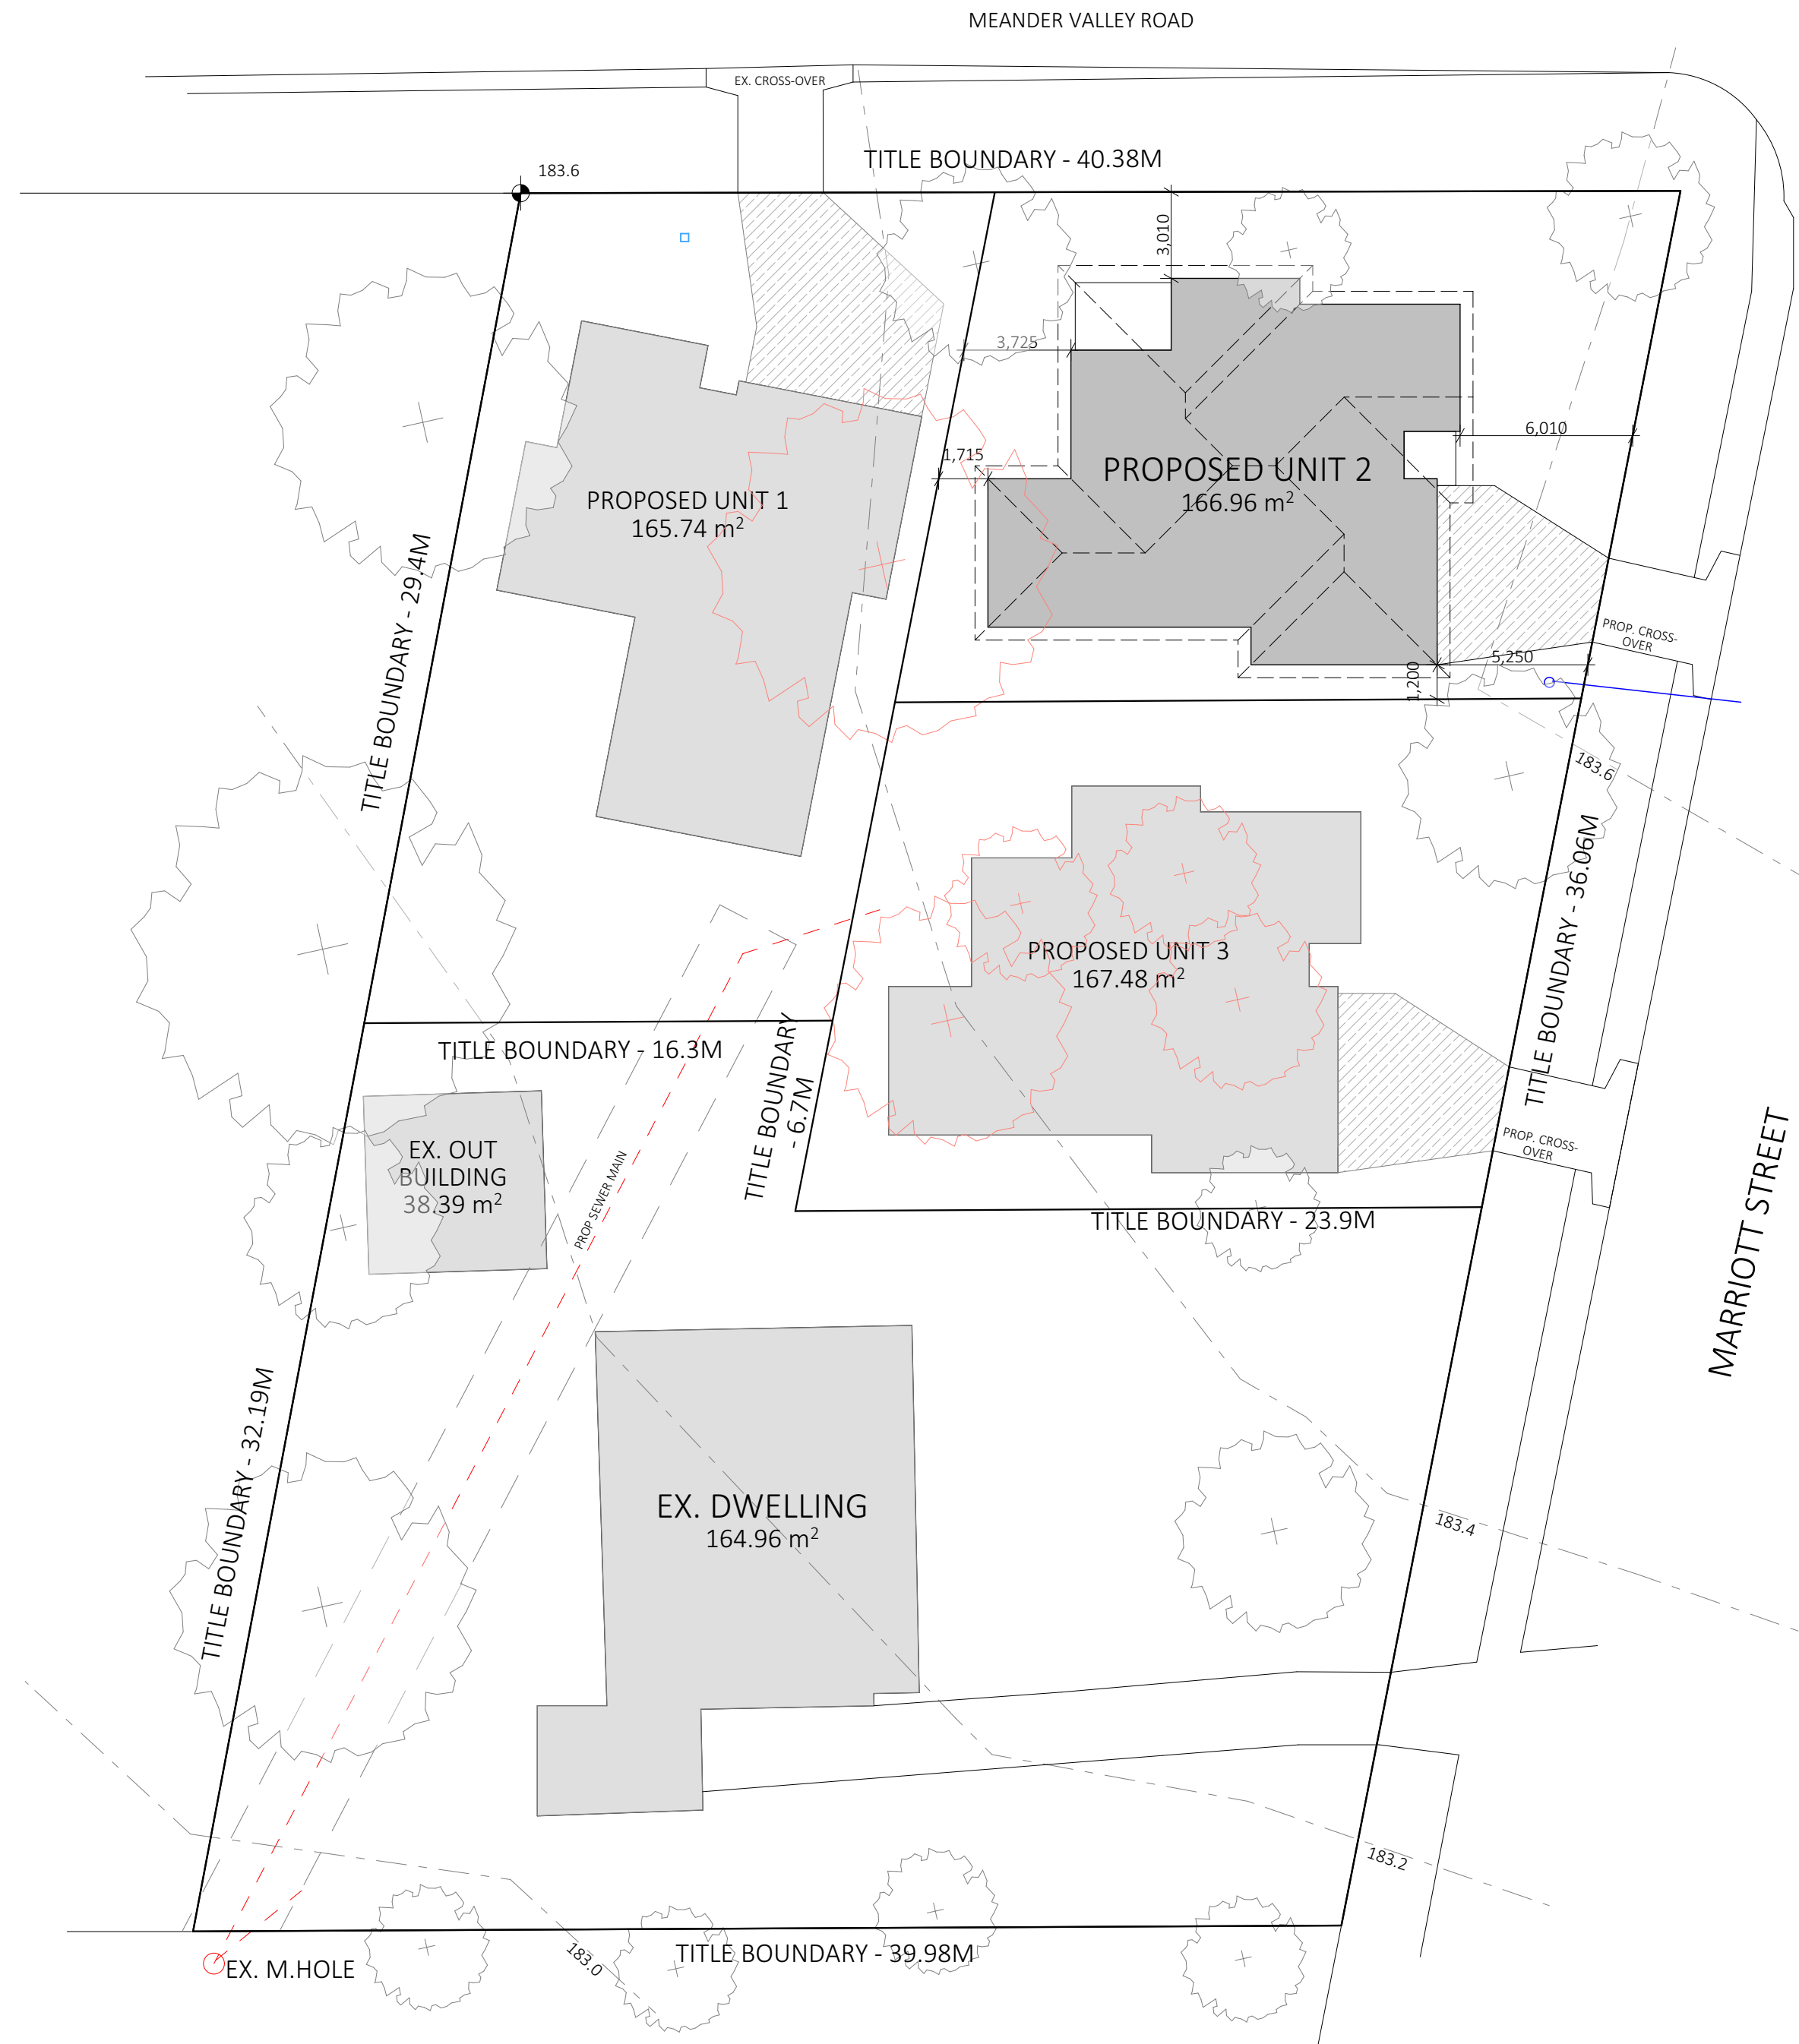 MEANDER VALLEY ROAD
EX. CROSS-OVER
TITLE BOUNDARY - 40.38M
183.6
3,010
3,725
6,010
1,715
PROPOSED UNIT 2
166.96 m²
PROPOSED UNIT 1
165.74 m²
TITLE BOUNDARY - 29.4M
PROP. CROSS-
OVER
5,250
1,200
183.6
TITLE BOUNDARY - 36.06M
PROPOSED UNIT 3
167.48 m²
TITLE BOUNDARY - 16.3M
TITLE BOUNDARY
- 6.7M
PROP. CROSS-
OVER
EX. OUT
BUILDING
38.39 m²
PROP SEWER MAIN
TITLE BOUNDARY - 23.9M
MARRIOTT STREET
TITLE BOUNDARY - 32.19M
EX. DWELLING
164.96 m²
183.4
183.2
TITLE BOUNDARY - 39.98M
183.0
EX. M.HOLE